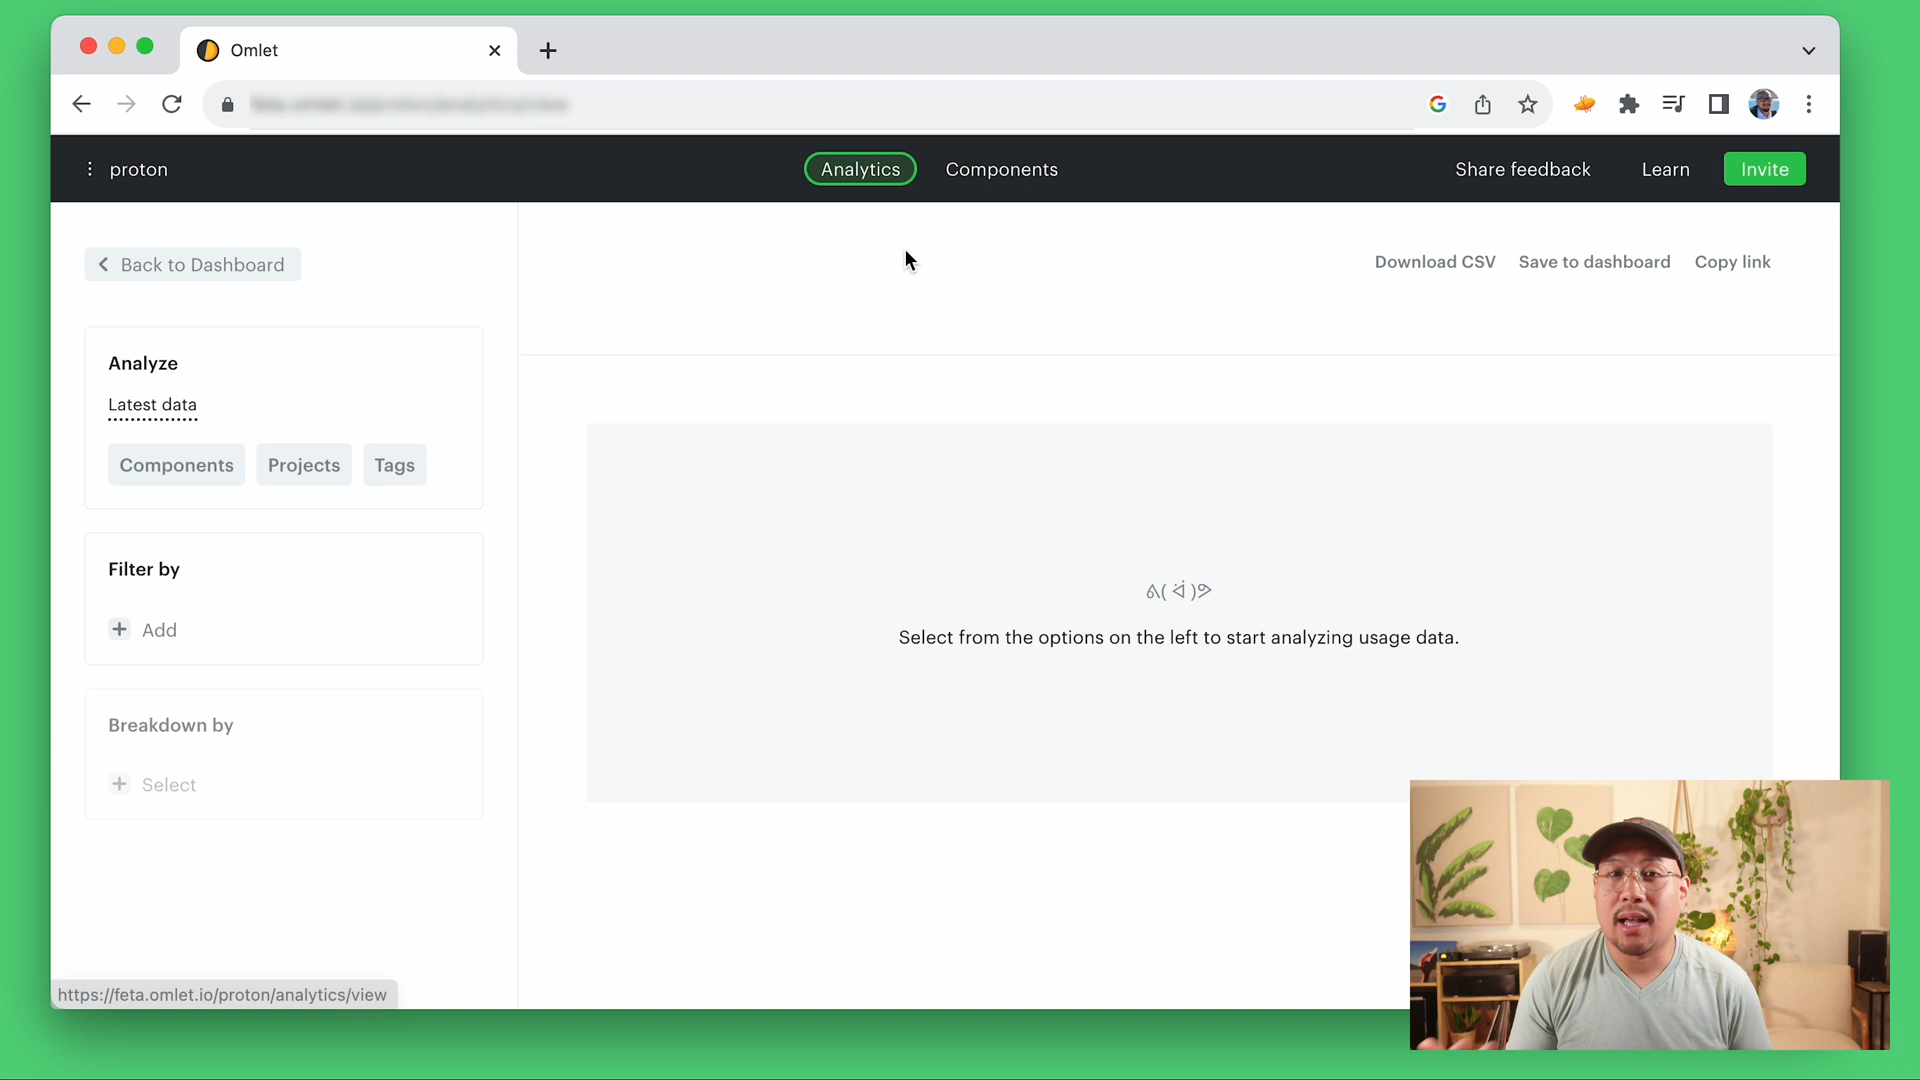 Omlet
proton
Analytics
Components
Share feedback
Learn
Invite
Back to Dashboard
Download CSV
Save to dashboard
Copy link
Analyze
Latest data
Components
Projects
Tags
Filter by
+ Add
Select from the options on the left to start analyzing usage data.
Breakdown by
+ Select
https://feta.omlet.io/proton/analytics/view